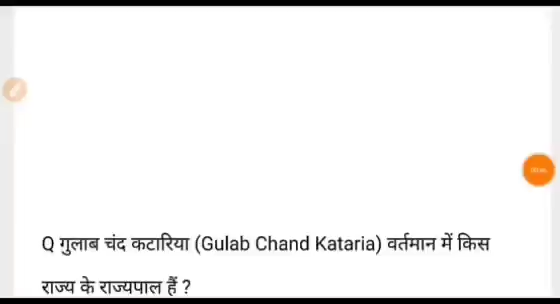 Q गुलाब चंद कटारिया (Gulab Chand Kataria) वर्तमान में किस
राज्य के राज्यपाल हैं ?